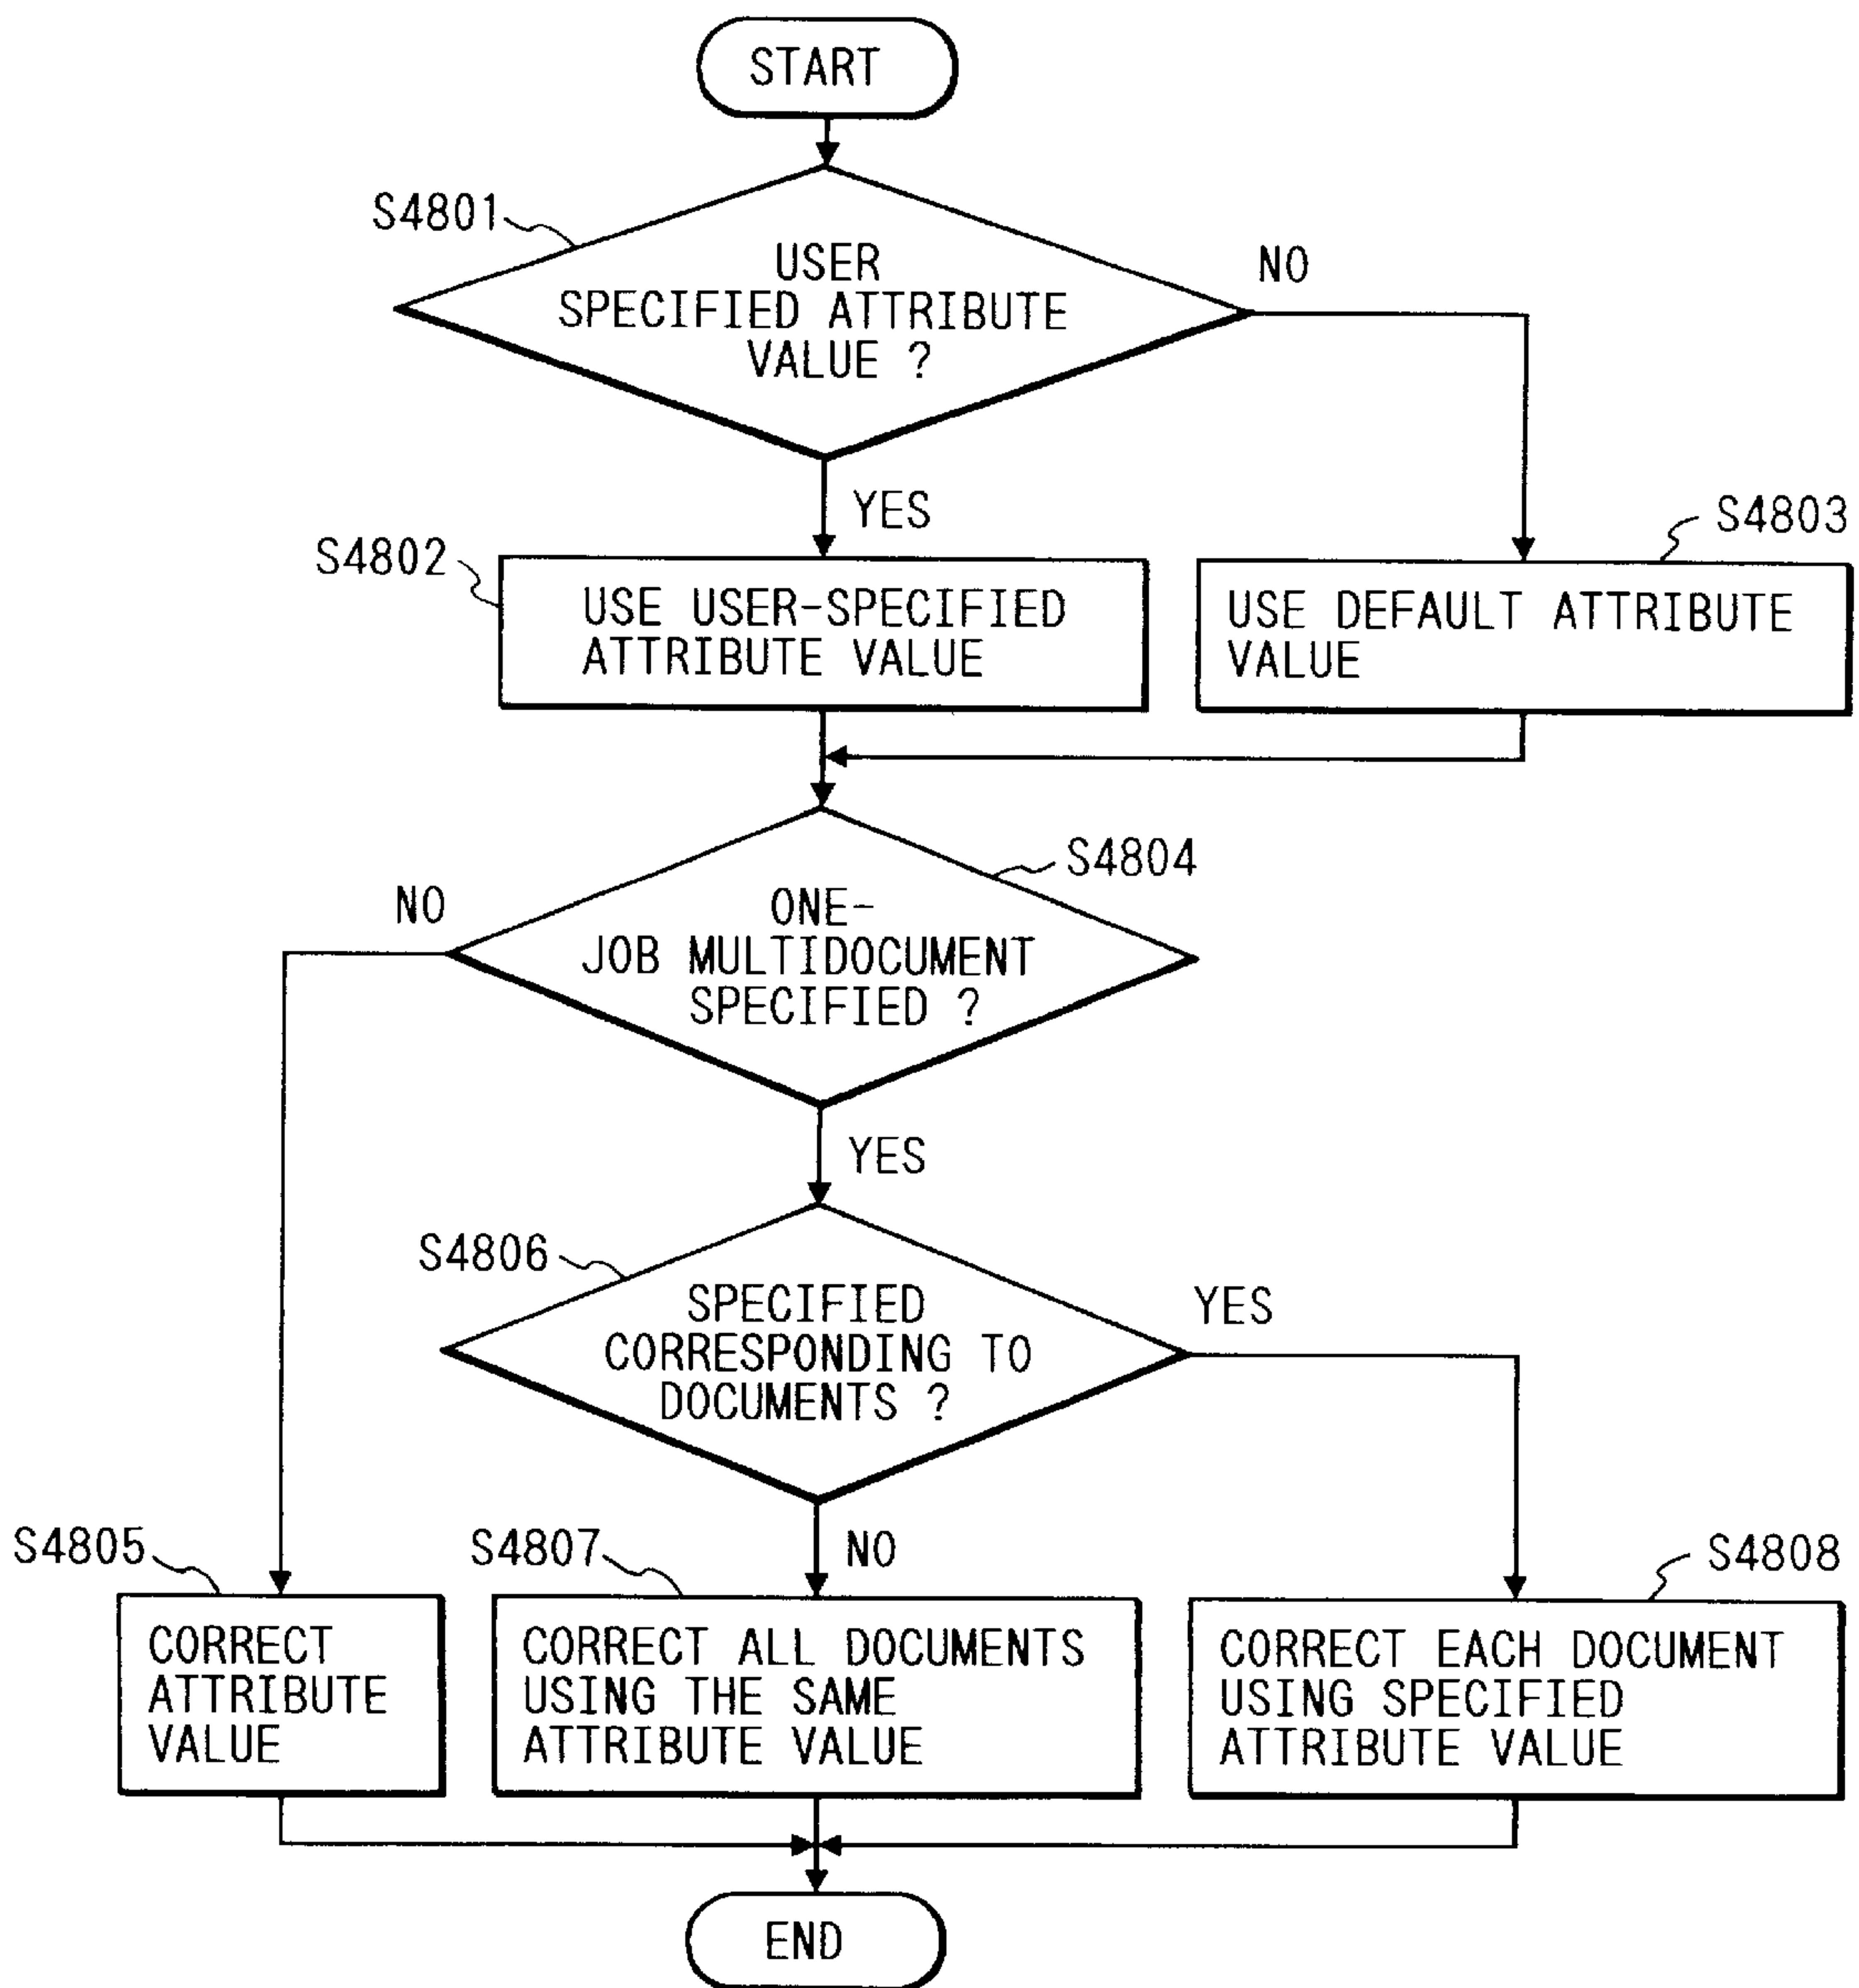 START
S4801
USER
SPECIFIED ATTRIBUTE
VALUE ?
NO
YES
S4802
USE USER-SPECIFIED
ATTRIBUTE VALUE
S4803
USE DEFAULT ATTRIBUTE
VALUE
S4804
NO
ONE-
JOB MULTIDOCUMENT
SPECIFIED ?
YES
S4806
SPECIFIED
CORRESPONDING TO
DOCUMENTS ?
YES
NO
S4805
CORRECT
ATTRIBUTE
VALUE
S4807
CORRECT ALL DOCUMENTS
USING THE SAME
ATTRIBUTE VALUE
S4808
CORRECT EACH DOCUMENT
USING SPECIFIED
ATTRIBUTE VALUE
END